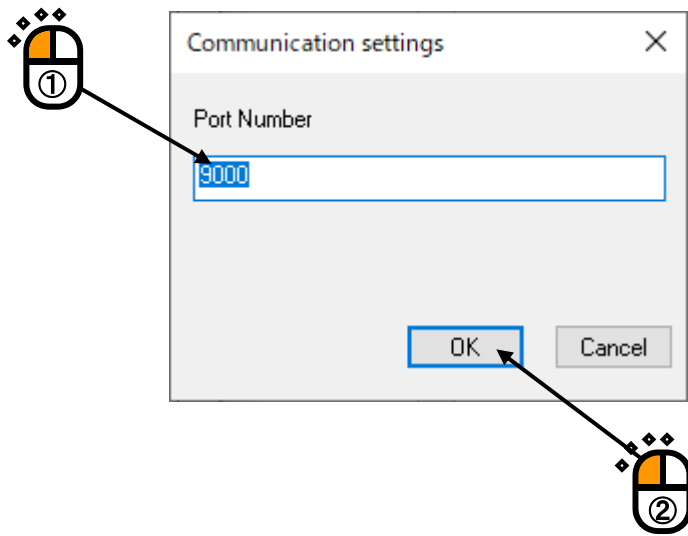 ①
Communication settings
Port Number
9000
OK
Cancel
②